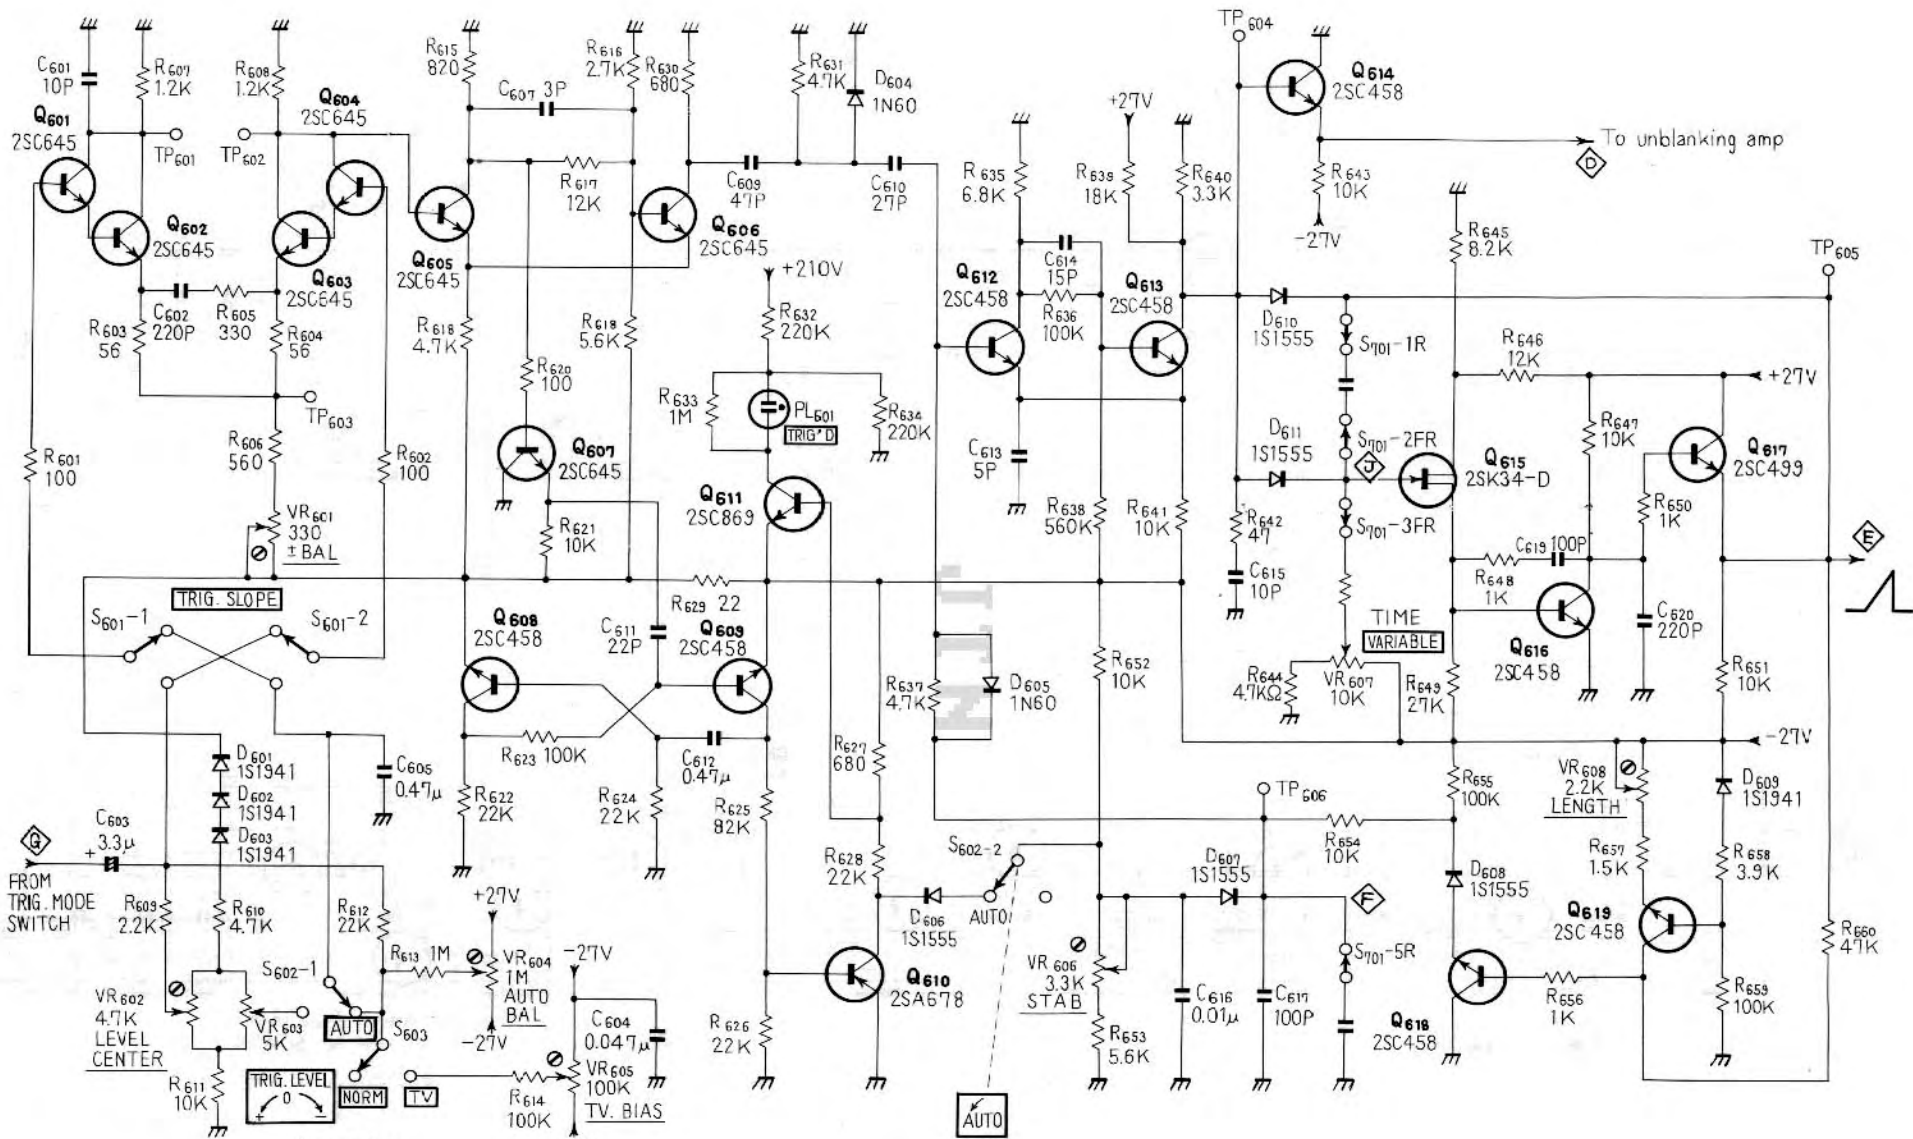 TP604
C601
10P
R607
1.2K
R608
1.2K
Q604
2SC645
R615
820
C607 3P
R616
2.7K
R630
680
R631
4.7K
D604
1N60
+27V
Q614
2SC458
To unblanking amp
D
Q601
2SC645
TP601
TP602
R617
12K
C609
47P
C610
27P
R635
6.8K
R639
18K
R640
3.3K
R643
10K
-27V
Q602
2SC645
Q603
2SC645
Q605
2SC645
Q606
2SC645
+210V
R645
8.2K
TP605
C602
220P
R605
330
R603
56
R604
56
R618
4.7K
R618
5.6K
R632
220K
Q612
2SC458
C614
15P
R636
100K
Q613
2SC458
D610
1S1555
S701-1R
R646
12K
+27V
TP603
R620
100
R633
1M
PL601
TRIG'D
R634
220K
R606
560
R601
100
R602
100
Q607
2SC645
C613
5P
D611
1S1555
S701-2FR
J
Q615
2SK34-D
R647
10K
Q617
2SC499
VR601
330
± BAL
R621
10K
Q611
2SC869
R638
560K
R641
10K
R642
47
S701-3FR
R650
1K
C615
10P
C619 100P
R648
1K
E
TRIG. SLOPE
S601-1
S601-2
R629 22
Q608
2SC458
C611
22P
Q609
2SC458
TIME
VARIABLE
Q616
2SC458
C620
220P
R637
4.7K
D605
1N60
R652
10K
R644
4.7KΩ
VR607
10K
R649
27K
R651
10K
R623 100K
C612
0.47μ
R627
680
-27V
D601
1S1941
D602
1S1941
D603
1S1941
C605
0.47μ
R622
22K
R624
22K
R625
82K
TP606
R655
100K
VR608
2.2K
LENGTH
D609
1S1941
G
C603
+ 3.3μ
FROM
TRIG. MODE
SWITCH
R654
10K
R628
22K
S602-2
D607
1S1555
D608
1S1555
R657
1.5K
R658
3.9K
R609
2.2K
R610
4.7K
R612
22K
+27V
D606
1S1555
AUTO
F
Q619
2SC458
R613 1M
VR604
1M
AUTO
BAL
-27V
-27V
S602-1
S701-5R
R660
47K
Q610
2SA678
VR606
3.3K
STAB
VR602
4.7K
LEVEL
CENTER
VR603
5K
AUTO
S603
C604
0.047μ
R626
22K
C616
0.01μ
C617
100P
Q618
2SC458
R656
1K
R659
100K
R653
5.6K
R611
10K
TRIG. LEVEL
0
+ −
NORM
TV
R614
100K
VR605
100K
TV. BIAS
AUTO